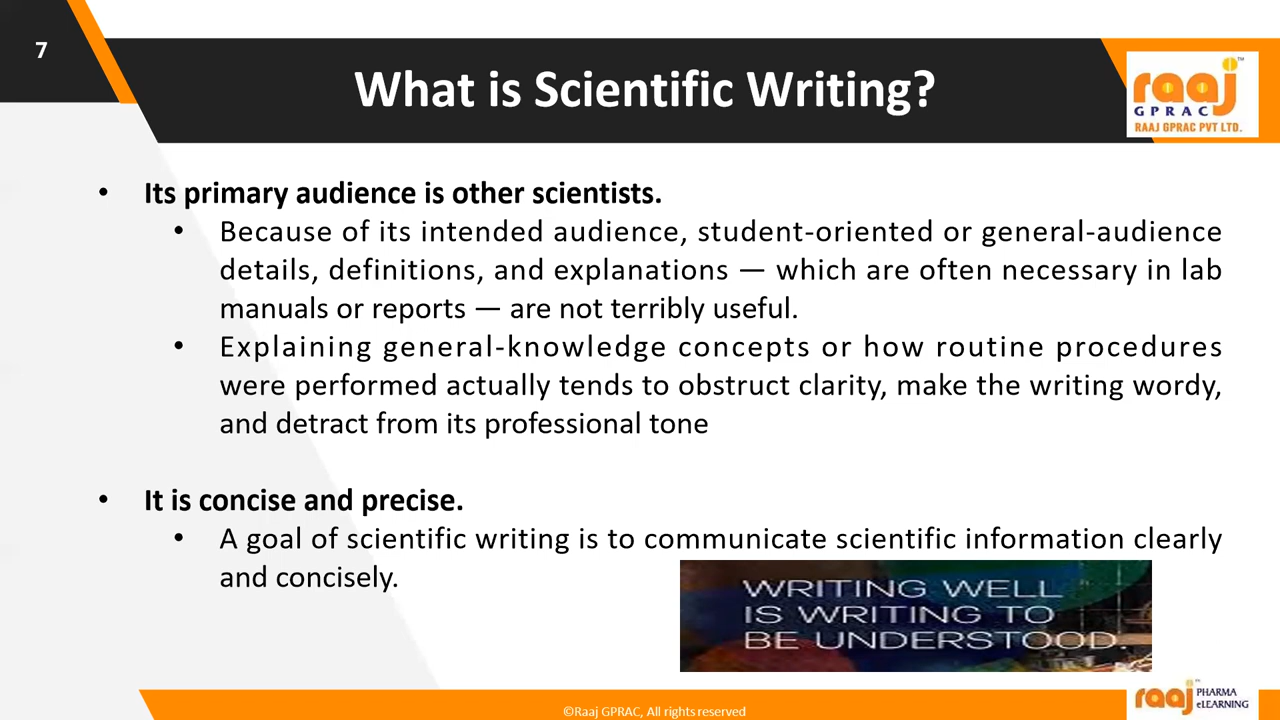 7
What is Scientific Writing?
raaj
TM
GPRAC
RAAJ GPRAC PVT LTD.
• Its primary audience is other scientists.
• Because of its intended audience, student-oriented or general-audience
details, definitions, and explanations — which are often necessary in lab
manuals or reports — are not terribly useful.
• Explaining general-knowledge concepts or how routine procedures
were performed actually tends to obstruct clarity, make the writing wordy,
and detract from its professional tone
• It is concise and precise.
• A goal of scientific writing is to communicate scientific information clearly
and concisely.
WRITING WELL
IS WRITING TO
BE UNDERSTOOD.
©Raaj GPRAC, All rights reserved
raaj
PHARMA
eLEARNING